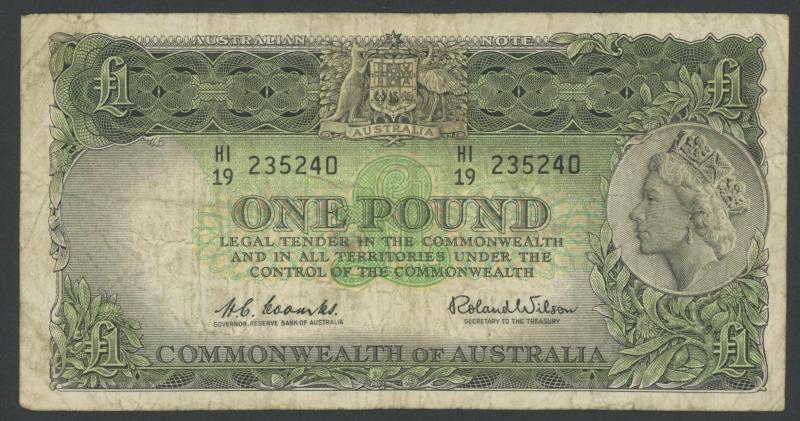 AUSTRALIAN NOTE
£1 £1
AUSTRALIA
HI HI
19 235240 19 235240
ONE POUND
LEGAL TENDER IN THE COMMONWEALTH
AND IN ALL TERRITORIES UNDER THE
CONTROL OF THE COMMONWEALTH
H.C. Coombs. Roland Wilson
GOVERNOR, RESERVE BANK OF AUSTRALIA SECRETARY TO THE TREASURY
£1 £1
COMMONWEALTH OF AUSTRALIA